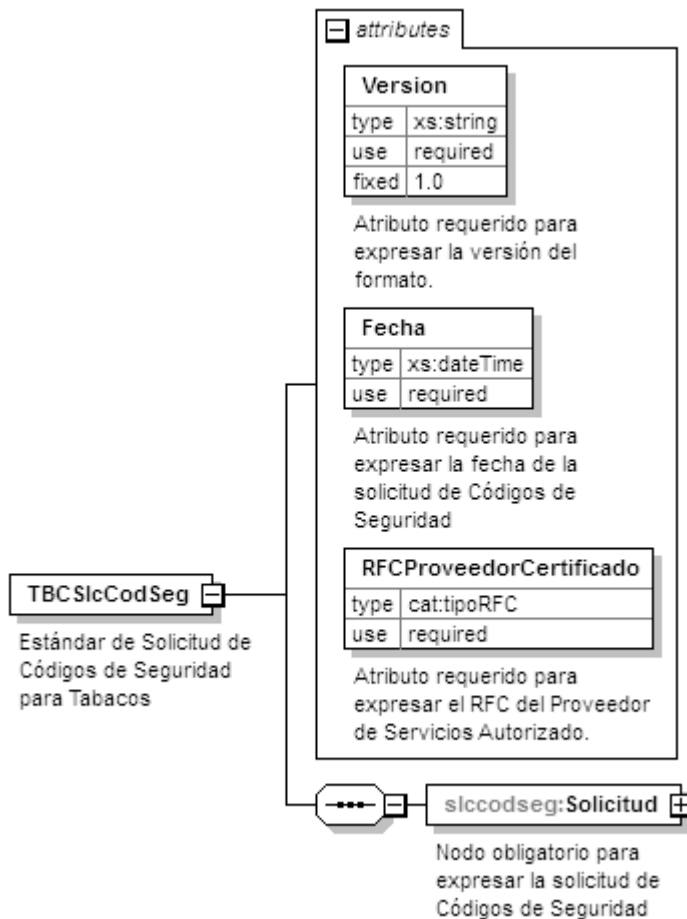 attributes
Version
type xs:string
use required
fixed 1.0
Atributo requerido para
expresar la versión del
formato.
Fecha
type xs:dateTime
use required
Atributo requerido para
expresar la fecha de la
solicitud de Códigos de
Seguridad
RFCProveedorCertificado
type cat:tipoRFC
use required
Atributo requerido para
expresar el RFC del Proveedor
de Servicios Autorizado.
TBCSlcCodSeg
Estándar de Solicitud de
Códigos de Seguridad
para Tabacos
slccodseg:Solicitud
Nodo obligatorio para
expresar la solicitud de
Códigos de Seguridad